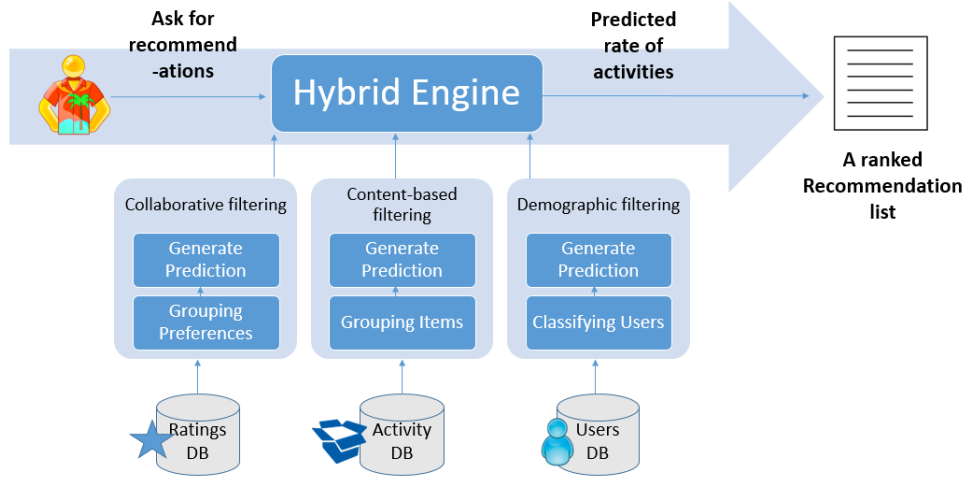 Ask for
recommend
-ations
Predicted
rate of
activities
Hybrid Engine
A ranked
Recommendation
list
Collaborative filtering
Generate
Prediction
Grouping
Preferences
Content-based
filtering
Generate
Prediction
Grouping Items
Demographic filtering
Generate
Prediction
Classifying Users
Ratings
DB
Activity
DB
Users
DB